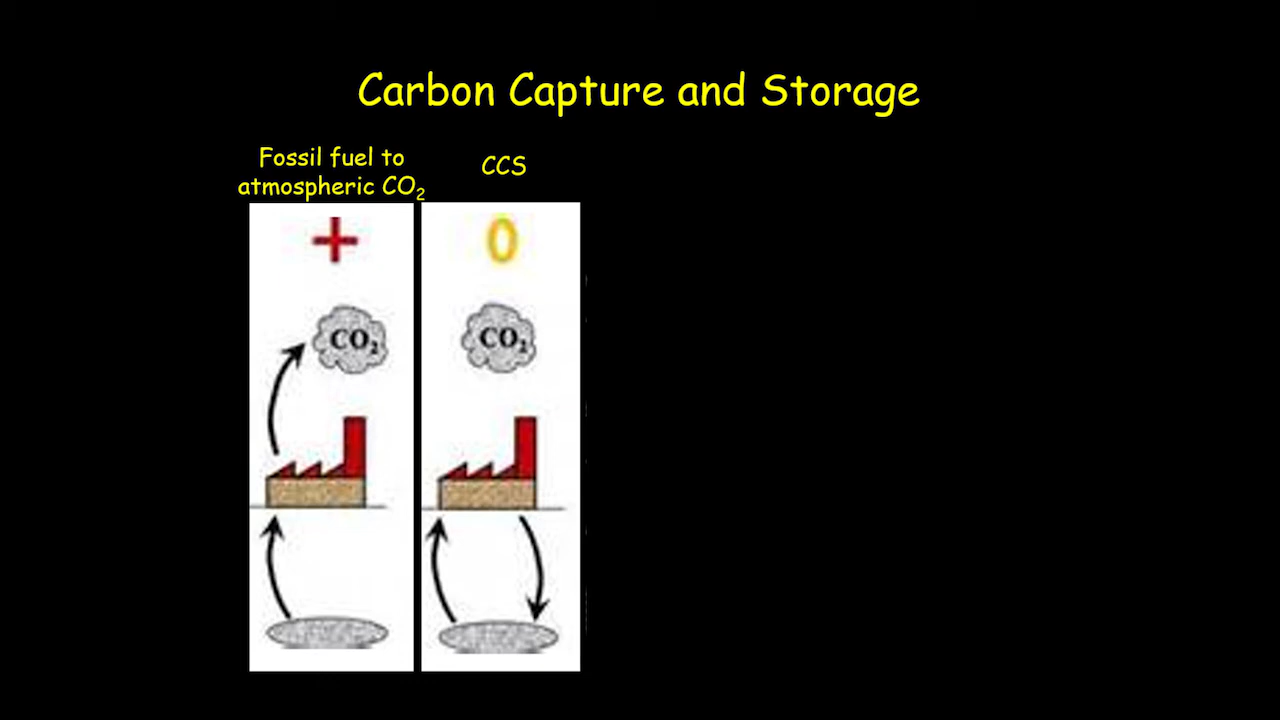 Carbon Capture and Storage
Fossil fuel to
atmospheric CO₂
CCS
+
0
CO₂
CO₂